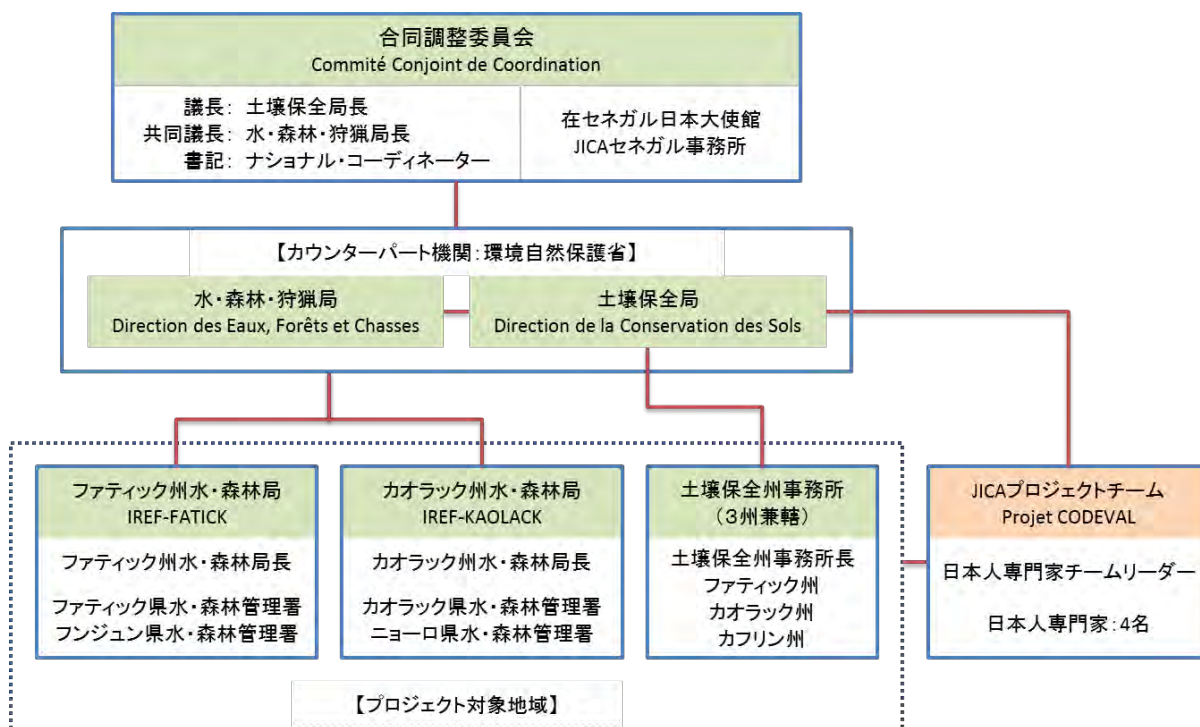 合同調整委員会
Commité Conjoint de Coordination
議長： 土壌保全局長
共同議長： 水・森林・狩猟局長
書記： ナショナル・コーディネーター
在セネガル日本大使館
JICAセネガル事務所
【カウンターパート機関：環境自然保護省】
水・森林・狩猟局
Direction des Eaux, Forêts et Chasses
土壌保全局
Direction de la Conservation des Sols
ファティック州水・森林局
IREF-FATICK
ファティック州水・森林局長
ファティック県水・森林管理署
フンジュン県水・森林管理署
カオラック州水・森林局
IREF-KAOLACK
カオラック州水・森林局長
カオラック県水・森林管理署
ニョーロ県水・森林管理署
土壌保全州事務所
（３州兼轄）
土壌保全州事務所長
ファティック州
カオラック州
カフリン州
JICAプロジェクトチーム
Projet CODEVAL
日本人専門家チームリーダー
日本人専門家：4名
【プロジェクト対象地域】